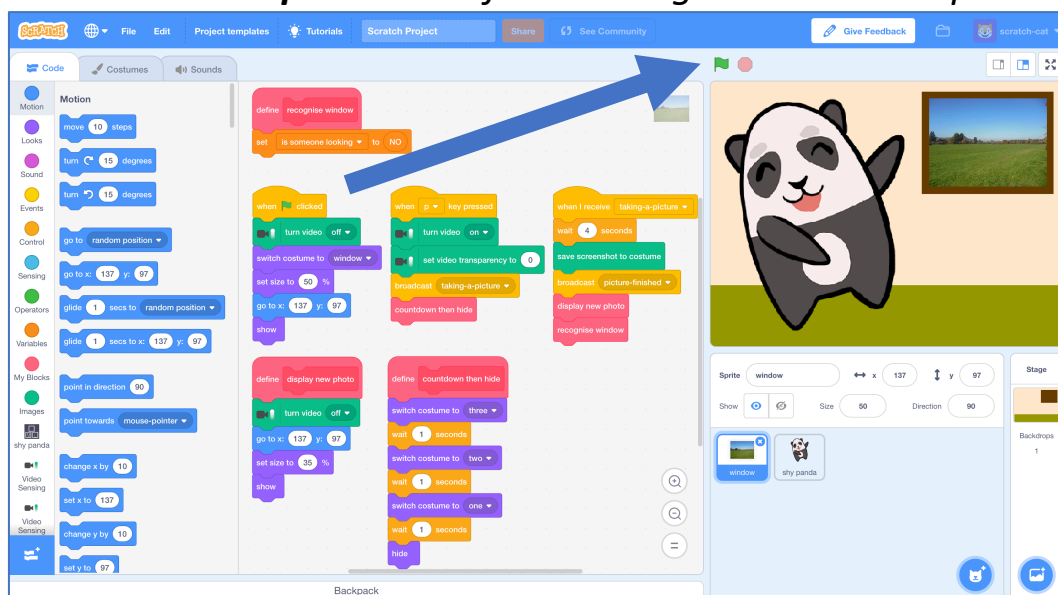 SCRATCH File Edit Project templates Tutorials Scratch Project Share See Community Give Feedback scratch-cat
Code Costumes Sounds
Motion
Looks
Sound
Events
Control
Sensing
Operators
Variables
My Blocks
Images
shy panda
Video
Sensing
Video
Sensing
Motion
move 10 steps
turn 15 degrees
turn 15 degrees
go to random position
go to x: 137 y: 97
glide 1 secs to random position
glide 1 secs to x: 137 y: 97
point in direction 90
point towards mouse-pointer
change x by 10
set x to 137
change y by 10
set y to 97
define recognise window
set is someone looking to NO
when clicked
turn video off
switch costume to window
set size to 50 %
go to x: 137 y: 97
show
when p key pressed
turn video on
set video transparency to 0
broadcast taking-a-picture
countdown then hide
when I receive taking-a-picture
wait 4 seconds
save screenshot to costume
broadcast picture-finished
display new photo
recognise window
define display new photo
turn video off
go to x: 137 y: 97
set size to 35 %
show
define countdown then hide
switch costume to three
wait 1 seconds
switch costume to two
wait 1 seconds
switch costume to one
wait 1 seconds
hide
Sprite window x 137 y 97
Show Size 50 Direction 90
window
shy panda
Stage
Backdrops
1
Backpack